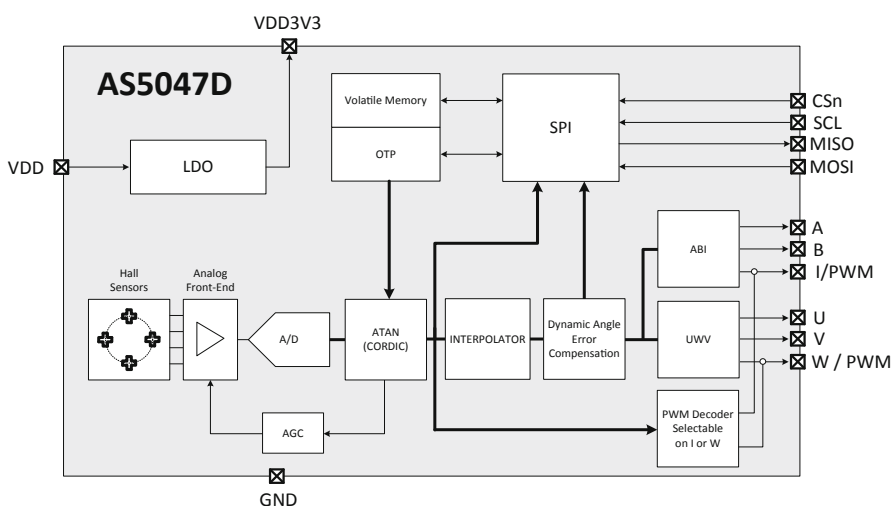 VDD3V3
AS5047D
Volatile Memory
OTP
SPI
CSn
SCL
MISO
MOSI
VDD
LDO
A
B
I/PWM
ABI
Hall
Sensors
Analog
Front-End
A/D
ATAN
(CORDIC)
INTERPOLATOR
Dynamic Angle
Error
Compensation
UWV
U
V
W / PWM
AGC
PWM Decoder
Selectable
on I or W
GND